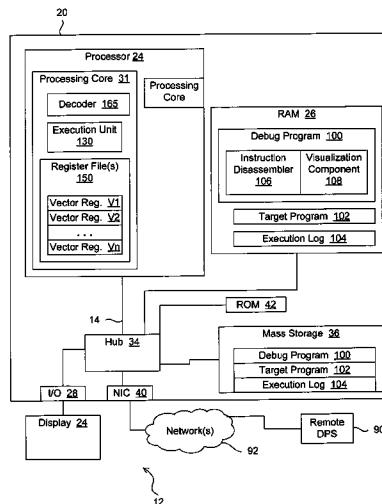 20
Processor 24
Processing Core 31
Decoder 165
Execution Unit
130
Register File(s)
150
Vector Reg. V1
Vector Reg. V2
. . .
Vector Reg. Vn
Processing
Core
RAM 26
Debug Program 100
Instruction
Disassembler
106
Visualization
Component
108
Target Program 102
Execution Log 104
14
Hub
34
ROM 42
Mass Storage 36
Debug Program 100
Target Program 102
Execution Log 104
I/O 28
NIC 40
Display 24
Network(s)
92
Remote
DPS
90
12